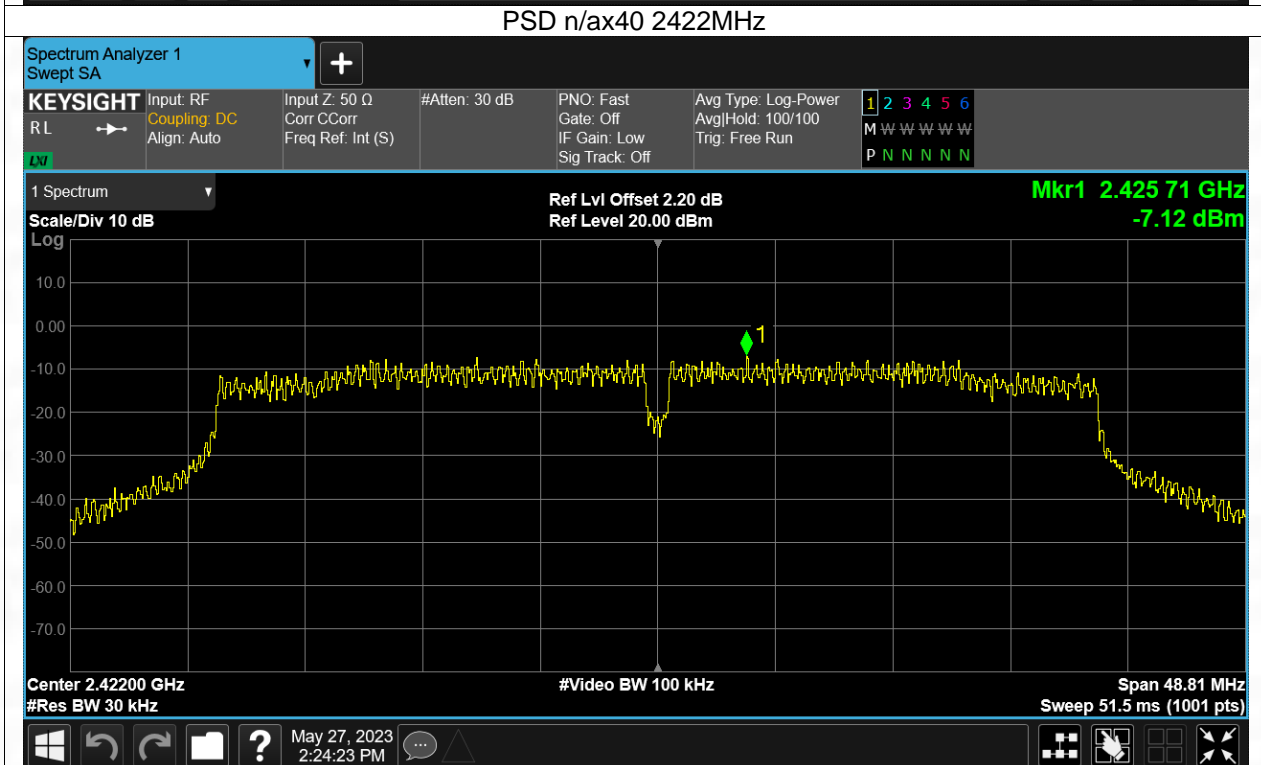 PSD n/ax40 2422MHz
Spectrum Analyzer 1
Swept SA
KEYSIGHT
RL
LXI
Input: RF
Coupling: DC
Align: Auto
Input Z: 50 Ω
Corr CCorr
Freq Ref: Int (S)
#Atten: 30 dB
PNO: Fast
Gate: Off
IF Gain: Low
Sig Track: Off
Avg Type: Log-Power
Avg|Hold: 100/100
Trig: Free Run
1 2 3 4 5 6
M W W W W W
P N N N N N
1 Spectrum
Scale/Div 10 dB
Log
Ref Lvl Offset 2.20 dB
Ref Level 20.00 dBm
Mkr1 2.425 71 GHz
-7.12 dBm
10.0
0.00
-10.0
-20.0
-30.0
-40.0
-50.0
-60.0
-70.0
1
Center 2.42200 GHz
#Res BW 30 kHz
#Video BW 100 kHz
Span 48.81 MHz
Sweep 51.5 ms (1001 pts)
?
May 27, 2023
2:24:23 PM